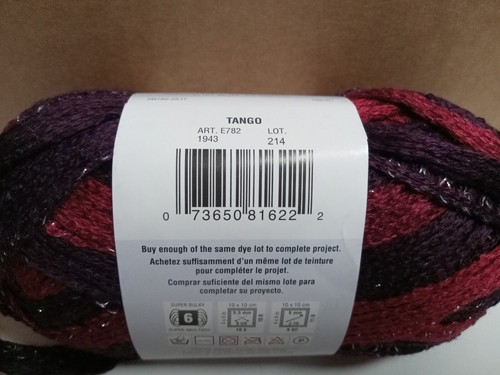 TANGO
ART. E782 LOT.
1943 214
0 73650 81622 2
Buy enough of the same dye lot to complete project.
Achetez suffisamment d'un même lot de teinture
pour compléter le projet.
Comprar suficiente del mismo lote para
completar su proyecto.
SUPER BULKY 10 x 10 cm 10 x 10 cm
6